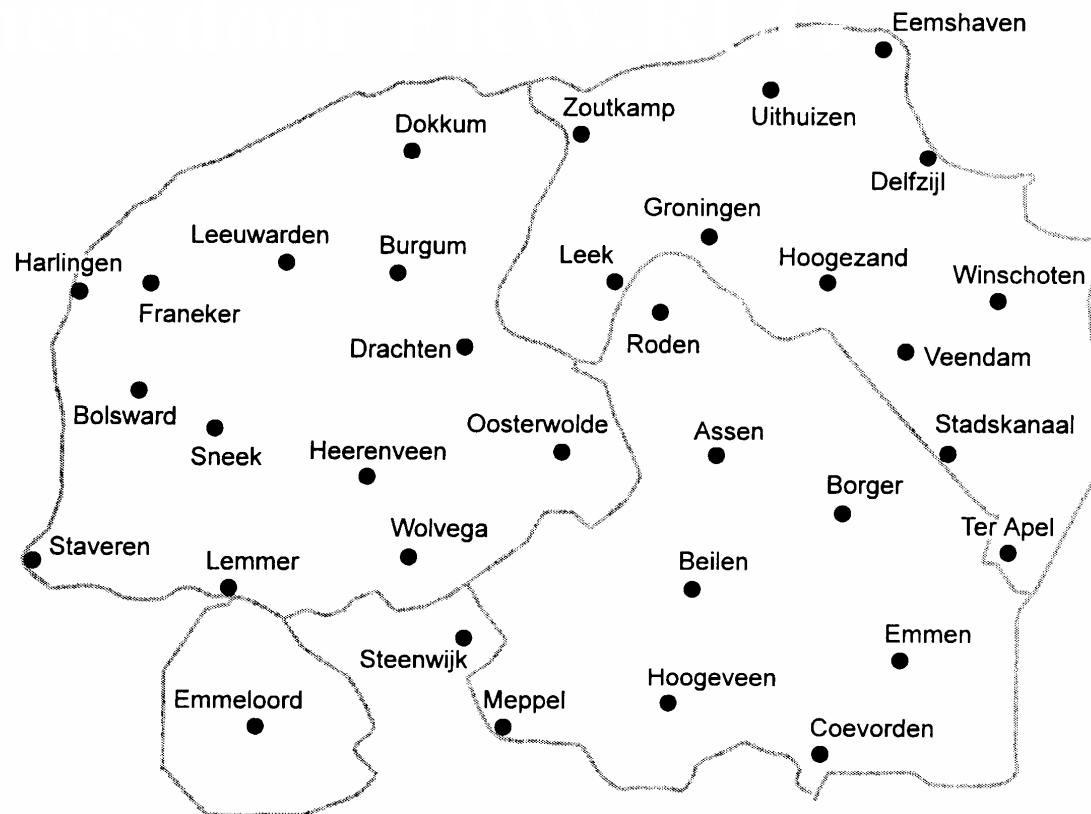 Eemshaven
Zoutkamp
Uithuizen
Dokkum
Delfzijl
Groningen
Leeuwarden
Burgum
Leek
Hoogezand
Harlingen
Winschoten
Franeker
Roden
Drachten
Veendam
Bolsward
Oosterwolde
Assen
Stadskanaal
Sneek
Heerenveen
Borger
Ter Apel
Staveren
Wolvega
Lemmer
Beilen
Emmen
Steenwijk
Hoogeveen
Emmeloord
Meppel
Coevorden